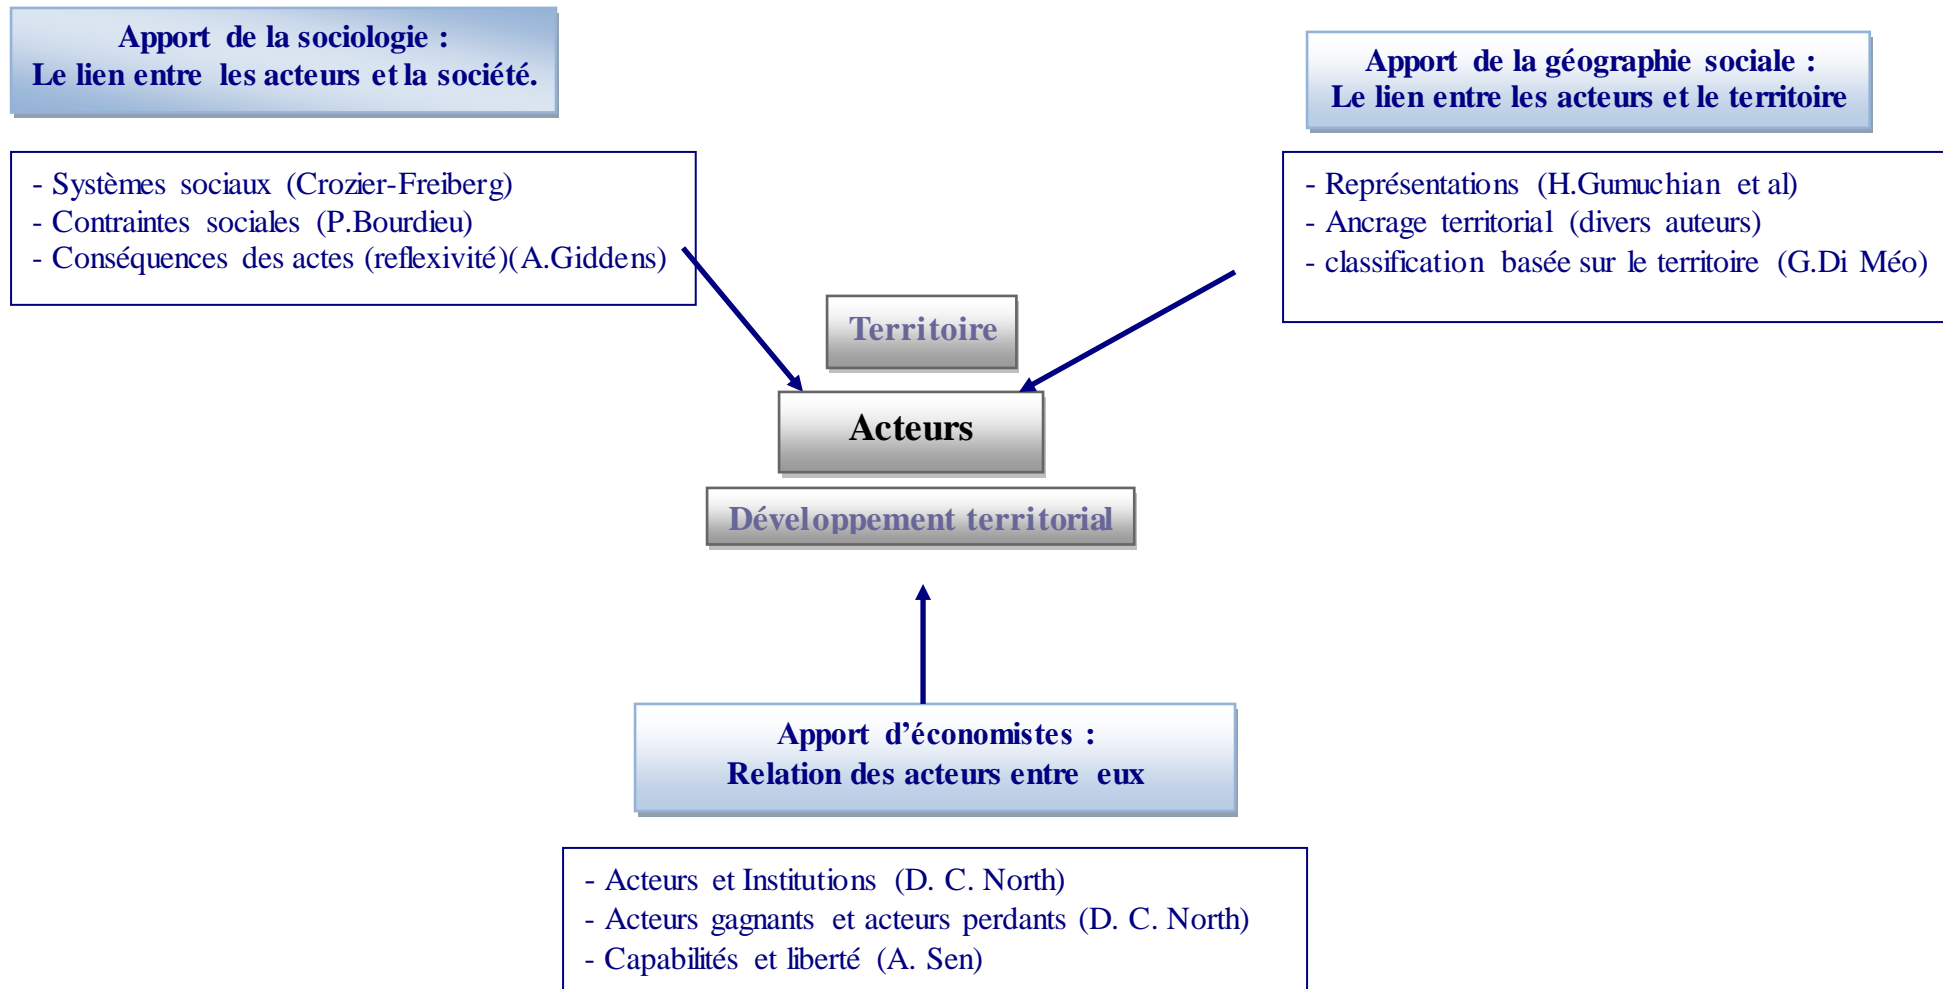 Apport de la sociologie :
Le lien entre les acteurs et la société.
- Systèmes sociaux (Crozier-Freiberg)
- Contraintes sociales (P.Bourdieu)
- Conséquences des actes (reflexivité)(A.Giddens)
Apport de la géographie sociale :
Le lien entre les acteurs et le territoire
- Représentations (H.Gumuchian et al)
- Ancrage territorial (divers auteurs)
- classification basée sur le territoire (G.Di Méo)
Territoire
Acteurs
Développement territorial
Apport d’économistes :
Relation des acteurs entre eux
- Acteurs et Institutions (D. C. North)
- Acteurs gagnants et acteurs perdants (D. C. North)
- Capabilités et liberté (A. Sen)